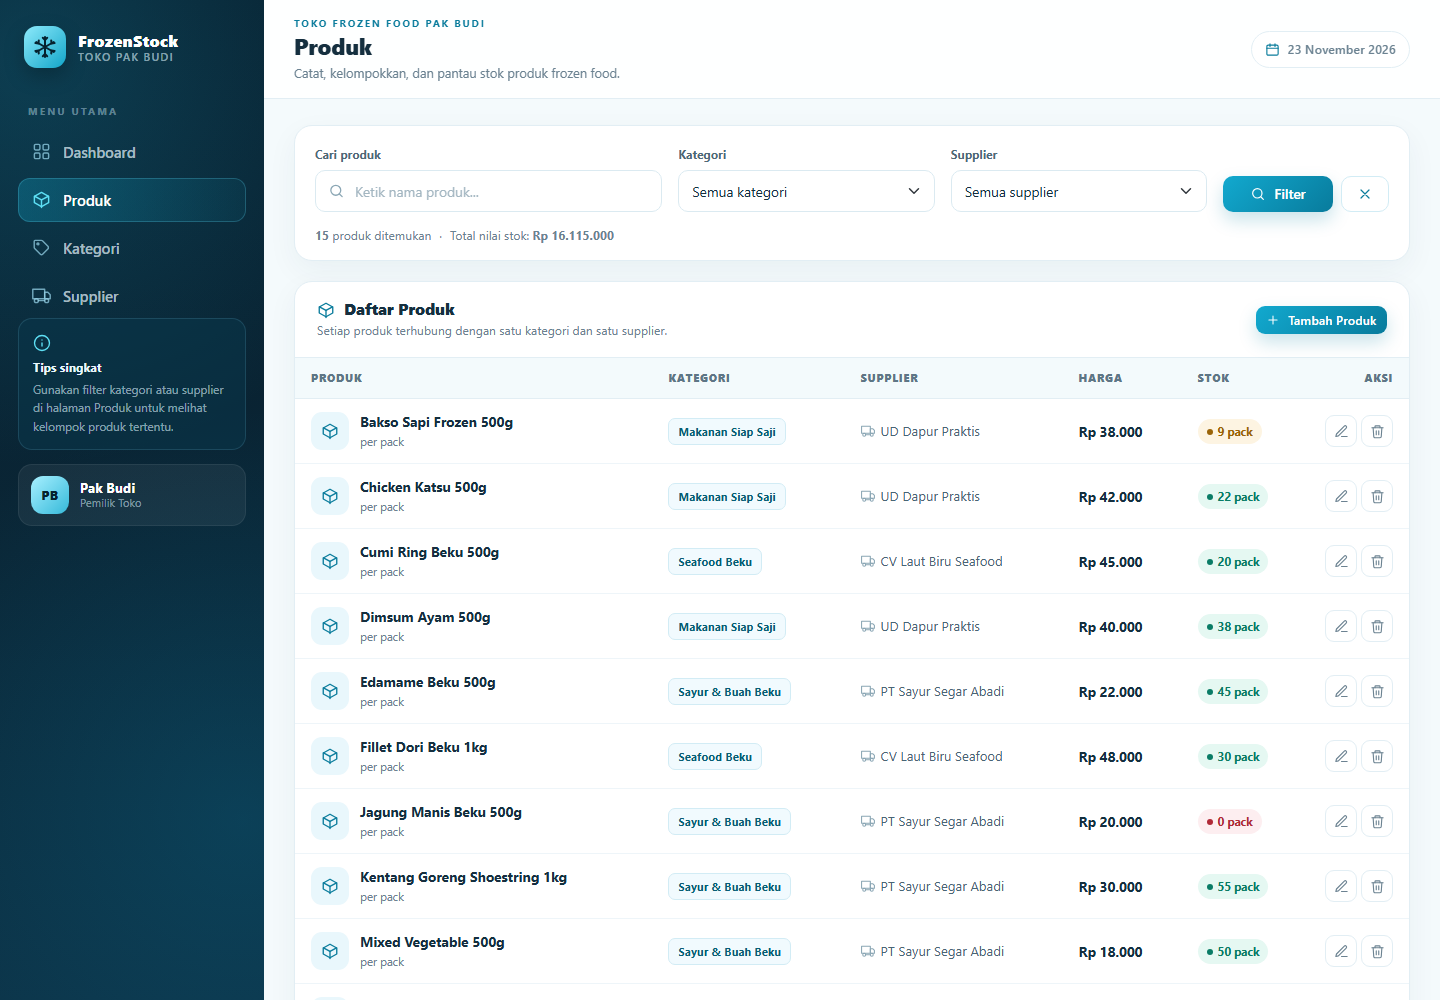 FrozenStock
TOKO PAK BUDI
MENU UTAMA
Dashboard
Produk
Kategori
Supplier
Tips singkat
Gunakan filter kategori atau supplier
di halaman Produk untuk melihat
kelompok produk tertentu.
PB
Pak Budi
Pemilik Toko
TOKO FROZEN FOOD PAK BUDI
Produk
Catat, kelompokkan, dan pantau stok produk frozen food.
23 November 2026
Cari produk
Kategori
Supplier
Ketik nama produk...
Semua kategori
Semua supplier
Filter
15 produk ditemukan · Total nilai stok: Rp 16.115.000
Daftar Produk
Setiap produk terhubung dengan satu kategori dan satu supplier.
+ Tambah Produk
PRODUK KATEGORI SUPPLIER HARGA STOK AKSI
Bakso Sapi Frozen 500g
per pack
Makanan Siap Saji
UD Dapur Praktis
Rp 38.000
9 pack
Chicken Katsu 500g
per pack
Makanan Siap Saji
UD Dapur Praktis
Rp 42.000
22 pack
Cumi Ring Beku 500g
per pack
Seafood Beku
CV Laut Biru Seafood
Rp 45.000
20 pack
Dimsum Ayam 500g
per pack
Makanan Siap Saji
UD Dapur Praktis
Rp 40.000
38 pack
Edamame Beku 500g
per pack
Sayur & Buah Beku
PT Sayur Segar Abadi
Rp 22.000
45 pack
Fillet Dori Beku 1kg
per pack
Seafood Beku
CV Laut Biru Seafood
Rp 48.000
30 pack
Jagung Manis Beku 500g
per pack
Sayur & Buah Beku
PT Sayur Segar Abadi
Rp 20.000
0 pack
Kentang Goreng Shoestring 1kg
per pack
Sayur & Buah Beku
PT Sayur Segar Abadi
Rp 30.000
55 pack
Mixed Vegetable 500g
per pack
Sayur & Buah Beku
PT Sayur Segar Abadi
Rp 18.000
50 pack